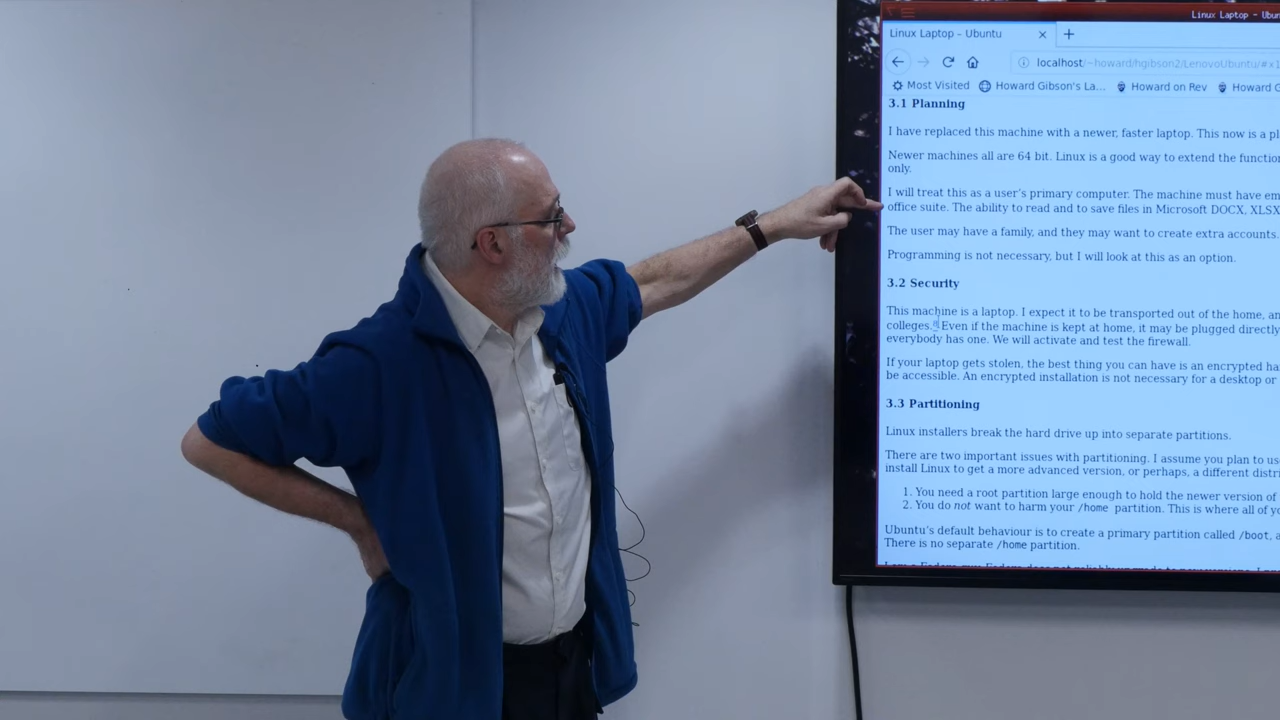 Linux Laptop - Ubun
Linux Laptop – Ubuntu
localhost/~howard/hgibson2/LenovoUbuntu/#x1
Most Visited Howard Gibson's La... Howard on Rev Howard G
3.1 Planning
I have replaced this machine with a newer, faster laptop. This now is a pl
Newer machines all are 64 bit. Linux is a good way to extend the function
only.
I will treat this as a user's primary computer. The machine must have em
office suite. The ability to read and to save files in Microsoft DOCX, XLSX
The user may have a family, and they may want to create extra accounts.
Programming is not necessary, but I will look at this as an option.
3.2 Security
This machine is a laptop. I expect it to be transported out of the home, an
colleges. Even if the machine is kept at home, it may be plugged directly
everybody has one. We will activate and test the firewall.
If your laptop gets stolen, the best thing you can have is an encrypted ha
be accessible. An encrypted installation is not necessary for a desktop or
3.3 Partitioning
Linux installers break the hard drive up into separate partitions.
There are two important issues with partitioning. I assume you plan to us
install Linux to get a more advanced version, or perhaps, a different distri
1. You need a root partition large enough to hold the newer version of
2. You do not want to harm your /home partition. This is where all of yo
Ubuntu's default behaviour is to create a primary partition called /boot, a
There is no separate /home partition.